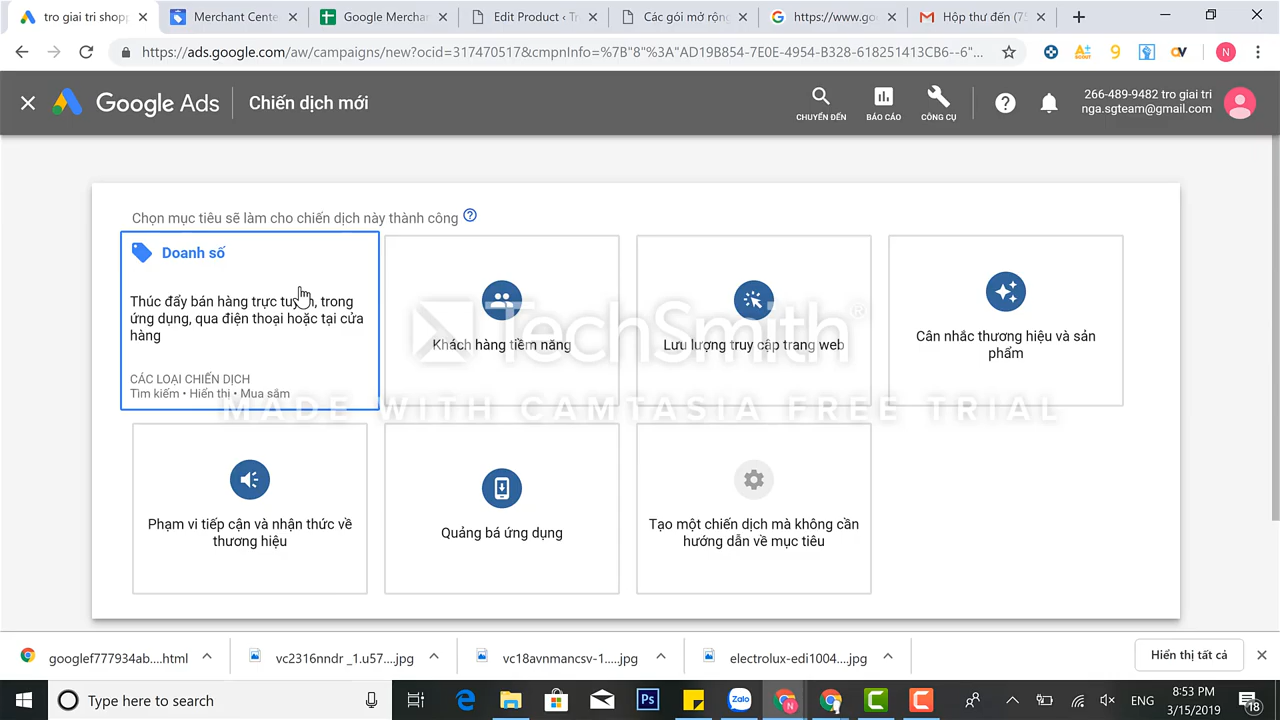 tro giai tri shopp
Merchant Cente
Google Merchan
Edit Product ‹ Tr
Các gói mở rộ
https://www.go
Hộp thư đến (7
https://ads.google.com/aw/campaigns/new?ocid=317470517&cmpnInfo=%7B"8"%3A"AD19B854-7E0E-4954-B328-618251413CB6--6"...
N
Google Ads
Chiến dịch mới
CHUYỂN ĐẾN
BÁO CÁO
CÔNG CỤ
266-489-9482 tro giai tri
nga.sgteam@gmail.com
Chọn mục tiêu sẽ làm cho chiến dịch này thành công
Doanh số
Thúc đẩy bán hàng trực tuyến, trong
ứng dụng, qua điện thoại hoặc tại cửa
hàng
CÁC LOẠI CHIẾN DỊCH
Tìm kiếm • Hiển thị • Mua sắm
Khách hàng tiềm năng
Lưu lượng truy cập trang web
Cân nhắc thương hiệu và sản
phẩm
TechSmith®
MADE WITH CAMTASIA FREE TRIAL
Phạm vi tiếp cận và nhận thức về
thương hiệu
Quảng bá ứng dụng
Tạo một chiến dịch mà không cần
hướng dẫn về mục tiêu
googlef777934ab....html
vc2316nndr _1.u57....jpg
vc18avnmancsv-1.....jpg
electrolux-edi1004....jpg
Hiển thị tất cả
Type here to search
Ps
Zalo
N
ENG
8:53 PM
3/15/2019
18